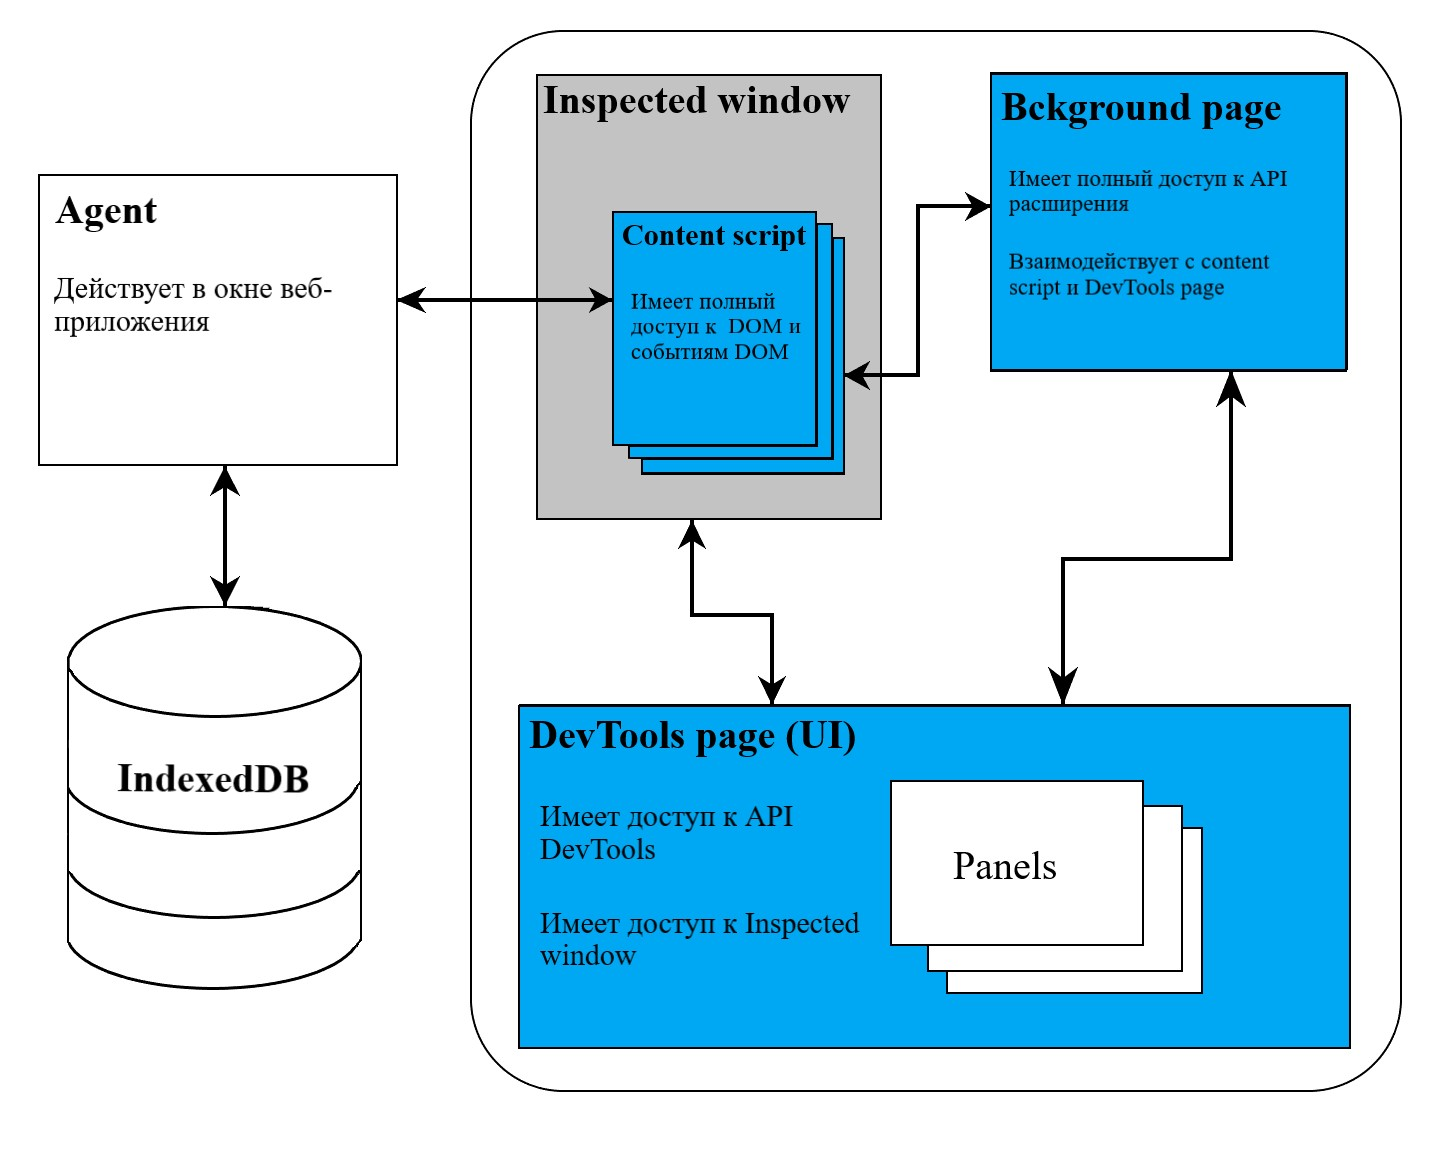 Inspected window
Bckground page
Имеет полный доступ к API
расширения
Взаимодействует с content
script и DevTools page
Agent
Действует в окне веб-
приложения
Content script
Имеет полный
доступ к  DOM и
событиям DOM
IndexedDB
DevTools page (UI)
Имеет доступ к API
DevTools
Имеет доступ к Inspected
window
Panels